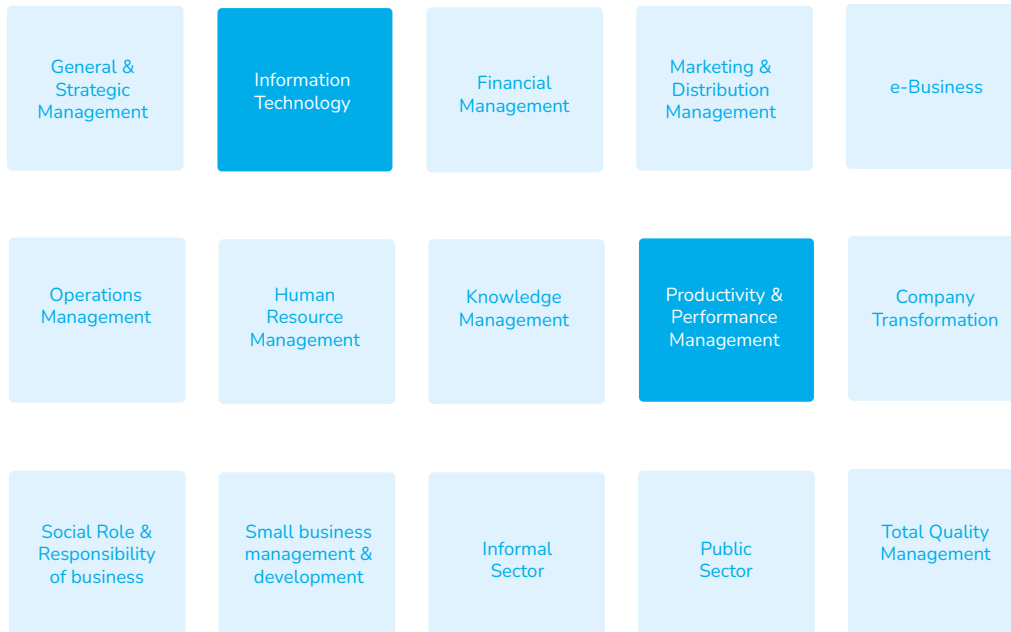 General &
Strategic
Management
Information
Technology
Financial
Management
Marketing &
Distribution
Management
e-Business
Operations
Management
Human
Resource
Management
Knowledge
Management
Productivity &
Performance
Management
Company
Transformation
Social Role &
Responsibility
of business
Small business
management &
development
Informal
Sector
Public
Sector
Total Quality
Management